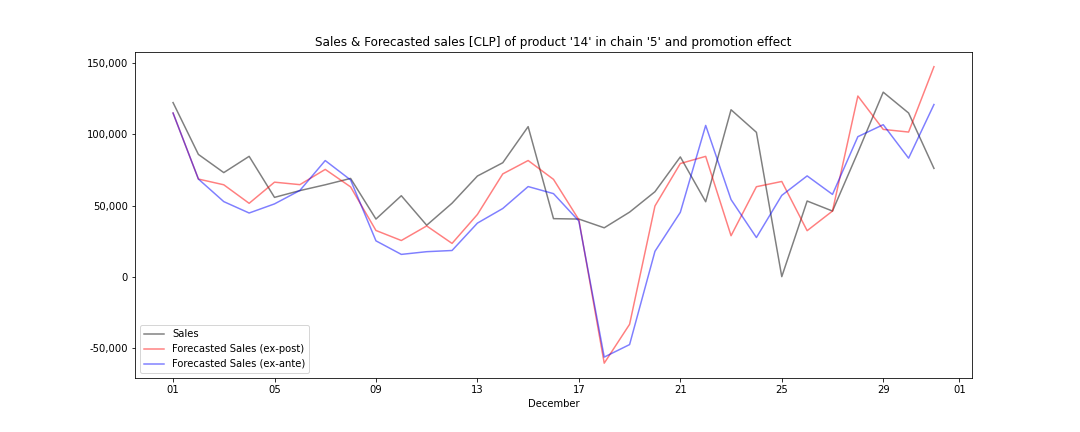 Sales & Forecasted sales [CLP] of product '14' in chain '5' and promotion effect
150,000
100,000
50,000
0
-50,000
Sales
Forecasted Sales (ex-post)
Forecasted Sales (ex-ante)
01 05 09 13 17 21 25 29 01
December